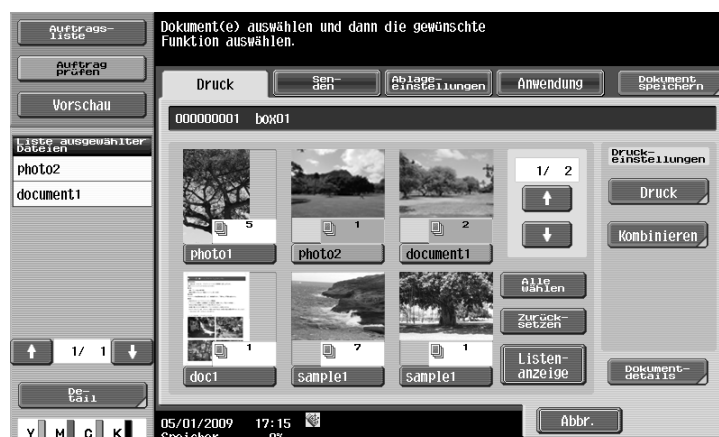 Auftrags-
liste
Auftrag
prüfen
Vorschau
Liste ausgewählter
Dateien
photo2
document1
1/ 1
De-
tail
Y M C K
Dokument(e) auswählen und dann die gewünschte
Funktion auswählen.
Druck
Sen-
den
Ablage-
einstellungen
Anwendung
Dokument
speichern
000000001 box01
5
1
2
photo1
photo2
document1
1
7
1
doc1
sample1
sample1
1/ 2
Alle
wählen
Zurück-
setzen
Listen-
anzeige
Druck-
einstellungen
Druck
Kombinieren
Dokument-
details
05/01/2009 17:15
Speicher 0%
Abbr.